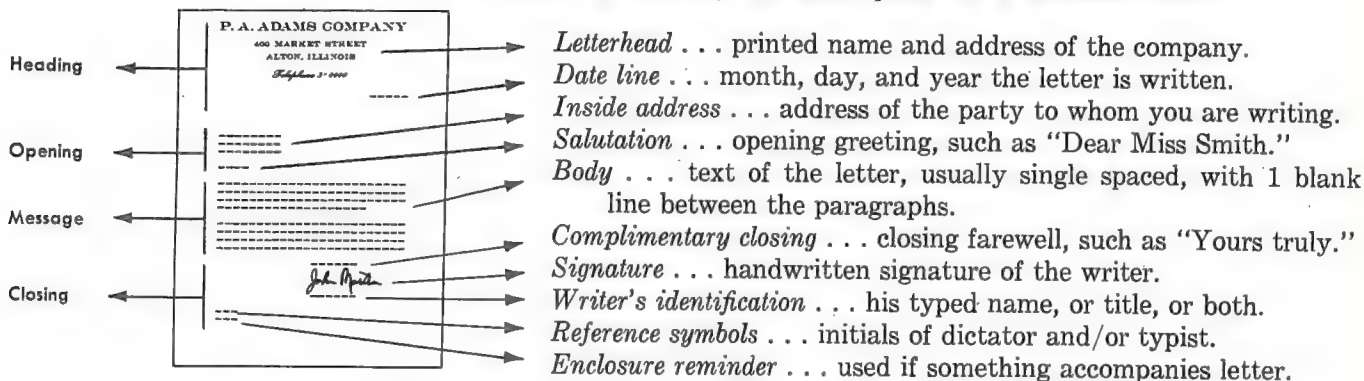 Heading
Opening
Message
Closing
P. A. ADAMS COMPANY
400 MARKET STREET
ALTON, ILLINOIS
Telephone 3-0000
John Martin
Letterhead . . . printed name and address of the company.
Date line . . . month, day, and year the letter is written.
Inside address . . . address of the party to whom you are writing.
Salutation . . . opening greeting, such as "Dear Miss Smith."
Body . . . text of the letter, usually single spaced, with 1 blank
line between the paragraphs.
Complimentary closing . . . closing farewell, such as "Yours truly."
Signature . . . handwritten signature of the writer.
Writer's identification . . . his typed name, or title, or both.
Reference symbols . . . initials of dictator and/or typist.
Enclosure reminder . . . used if something accompanies letter.